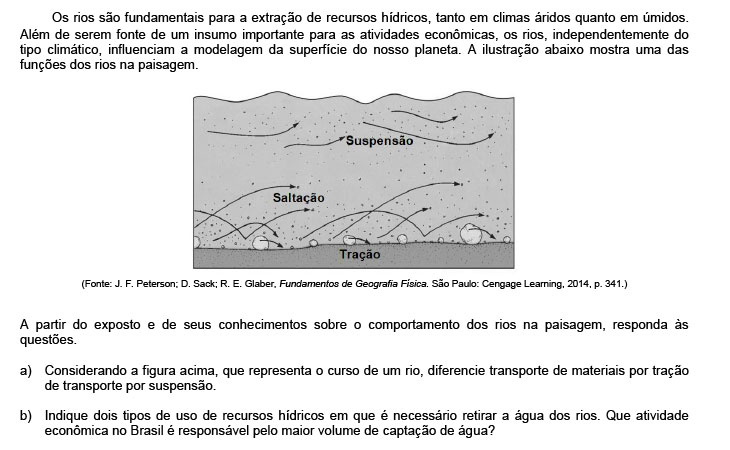 Os rios são fundamentais para a extração de recursos hídricos, tanto em climas áridos quanto em úmidos.
Além de serem fonte de um insumo importante para as atividades econômicas, os rios, independentemente do
tipo climático, influenciam a modelagem da superfície do nosso planeta. A ilustração abaixo mostra uma das
funções dos rios na paisagem.
Suspensão
Saltação
Tração
(Fonte: J. F. Peterson; D. Sack; R. E. Glaber, Fundamentos de Geografia Física. São Paulo: Cengage Learning, 2014, p. 341.)
A partir do exposto e de seus conhecimentos sobre o comportamento dos rios na paisagem, responda às
questões.
a) Considerando a figura acima, que representa o curso de um rio, diferencie transporte de materiais por tração
de transporte por suspensão.
b) Indique dois tipos de uso de recursos hídricos em que é necessário retirar a água dos rios. Que atividade
econômica no Brasil é responsável pelo maior volume de captação de água?